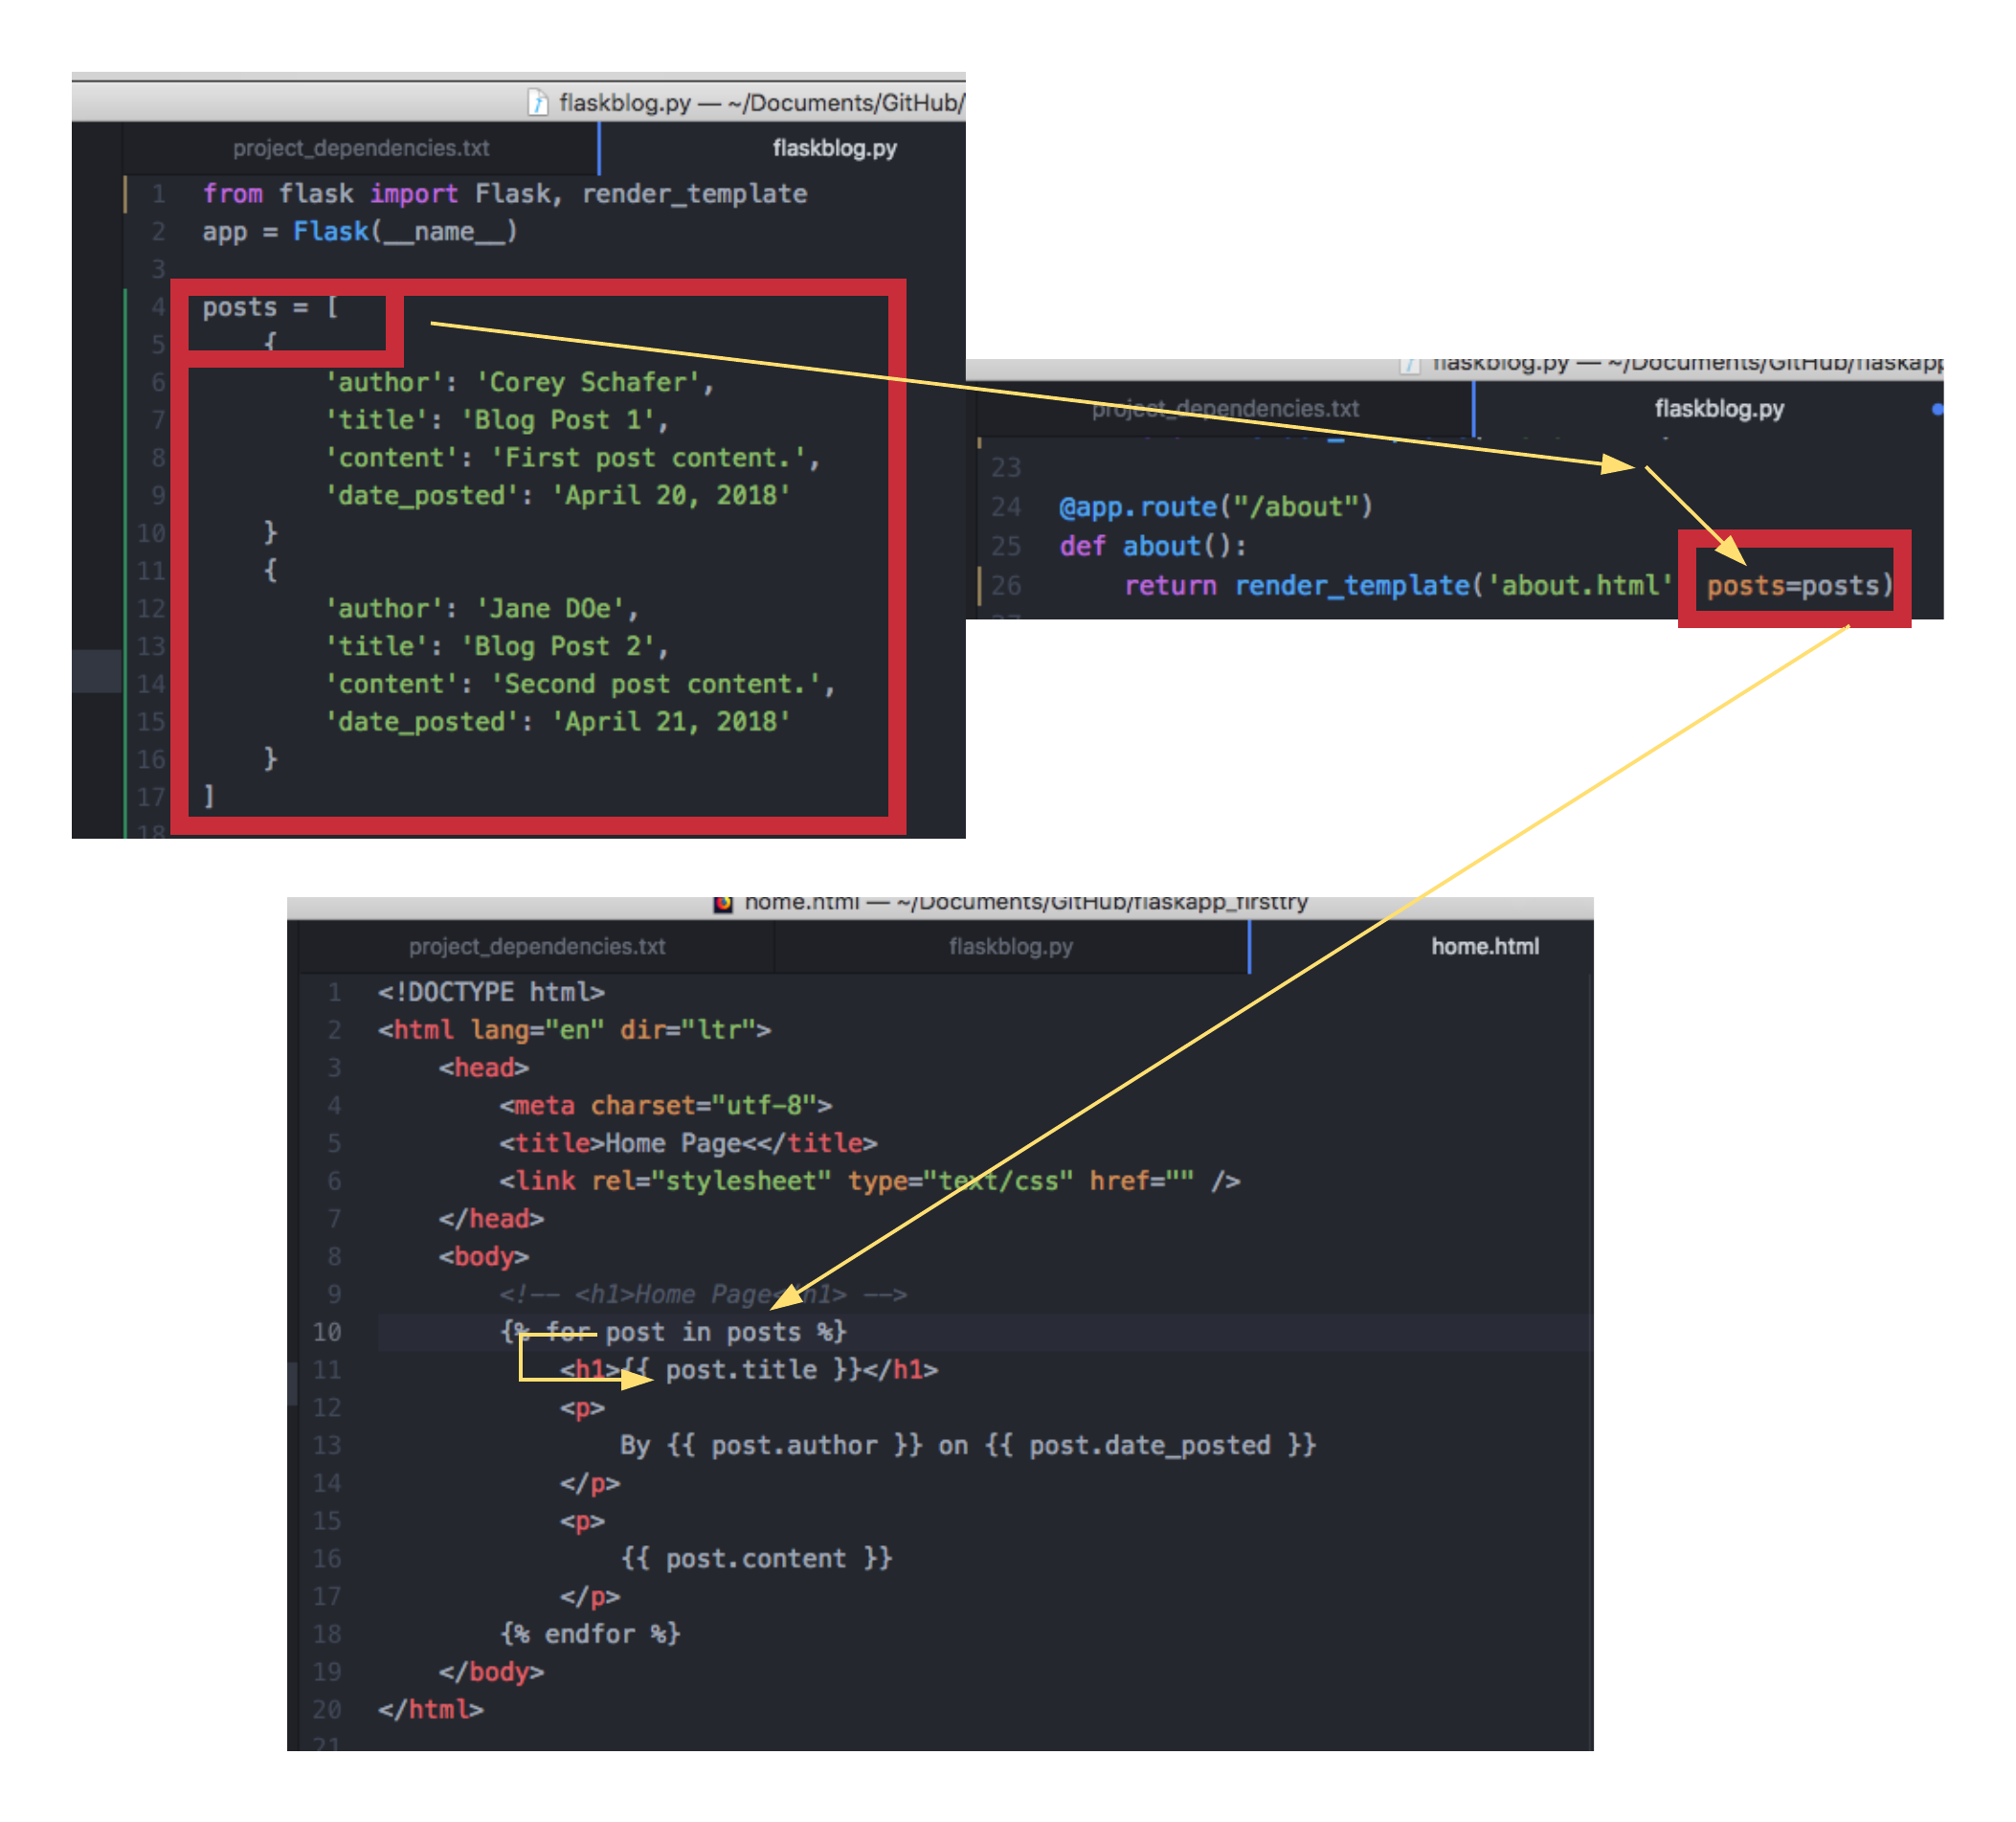 flaskblog.py — ~/Documents/GitHub/
project_dependencies.txt
flaskblog.py
1 from flask import Flask, render_template
2 app = Flask(__name__)
3
4 posts = [
5 {
6 'author': 'Corey Schafer',
7 'title': 'Blog Post 1',
8 'content': 'First post content.',
9 'date_posted': 'April 20, 2018'
10 }
11 {
12 'author': 'Jane DOe',
13 'title': 'Blog Post 2',
14 'content': 'Second post content.',
15 'date_posted': 'April 21, 2018'
16 }
17 ]
18
flaskblog.py — ~/Documents/GitHub/flaskapp
project_dependencies.txt
flaskblog.py
23
24 @app.route("/about")
25 def about():
26 return render_template('about.html' posts=posts)
27
home.html — ~/Documents/GitHub/flaskapp_firsttry
project_dependencies.txt
flaskblog.py
home.html
1 <!DOCTYPE html>
2 <html lang="en" dir="ltr">
3 <head>
4 <meta charset="utf-8">
5 <title>Home Page<</title>
6 <link rel="stylesheet" type="text/css" href="" />
7 </head>
8 <body>
9 <!-- <h1>Home Page</h1> -->
10 {% for post in posts %}
11 <h1>{{ post.title }}</h1>
12 <p>
13 By {{ post.author }} on {{ post.date_posted }}
14 </p>
15 <p>
16 {{ post.content }}
17 </p>
18 {% endfor %}
19 </body>
20 </html>
21